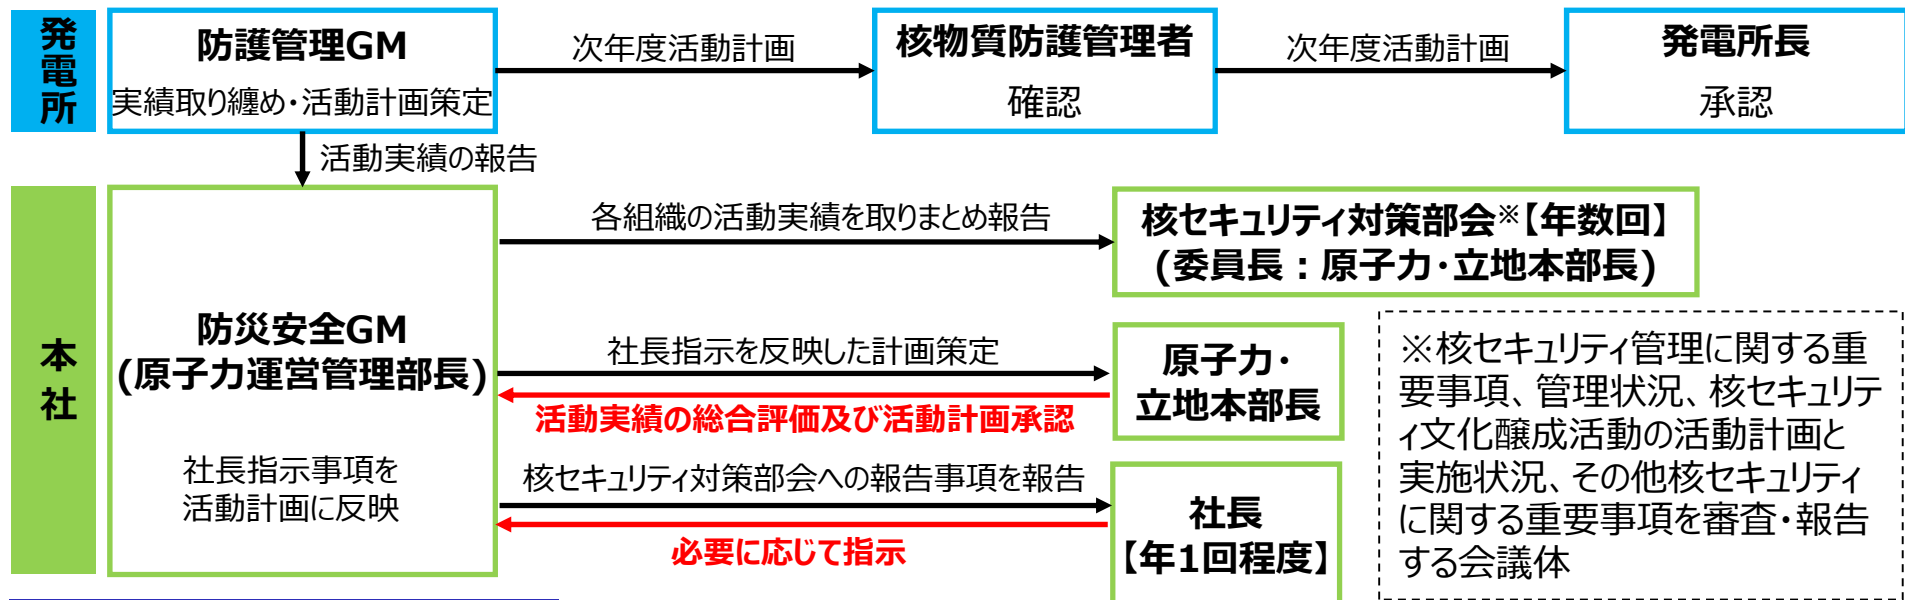 発電所
防護管理GM
実績取り纏め・活動計画策定
次年度活動計画
核物質防護管理者
確認
次年度活動計画
発電所長
承認
活動実績の報告
本社
防災安全GM
(原子力運営管理部長)
社長指示事項を
活動計画に反映
各組織の活動実績を取りまとめ報告
核セキュリティ対策部会※【年数回】
(委員長：原子力・立地本部長)
社長指示を反映した計画策定
活動実績の総合評価及び活動計画承認
原子力・
立地本部長
核セキュリティ対策部会への報告事項を報告
必要に応じて指示
社長
【年1回程度】
※核セキュリティ管理に関する重
要事項、管理状況、核セキュリテ
ィ文化醸成活動の活動計画と
実施状況、その他核セキュリティ
に関する重要事項を審査・報告
する会議体